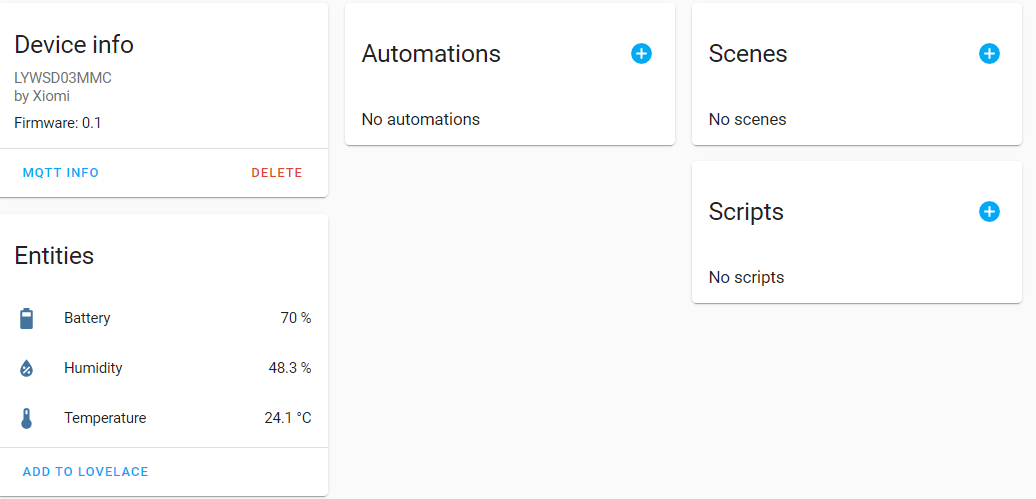 Device info
LYWSD03MMC
by Xiomi
Firmware: 0.1
MQTT INFO
DELETE
Entities
Battery
70 %
Humidity
48.3 %
Temperature
24.1 °C
ADD TO LOVELACE
Automations
No automations
Scenes
No scenes
Scripts
No scripts